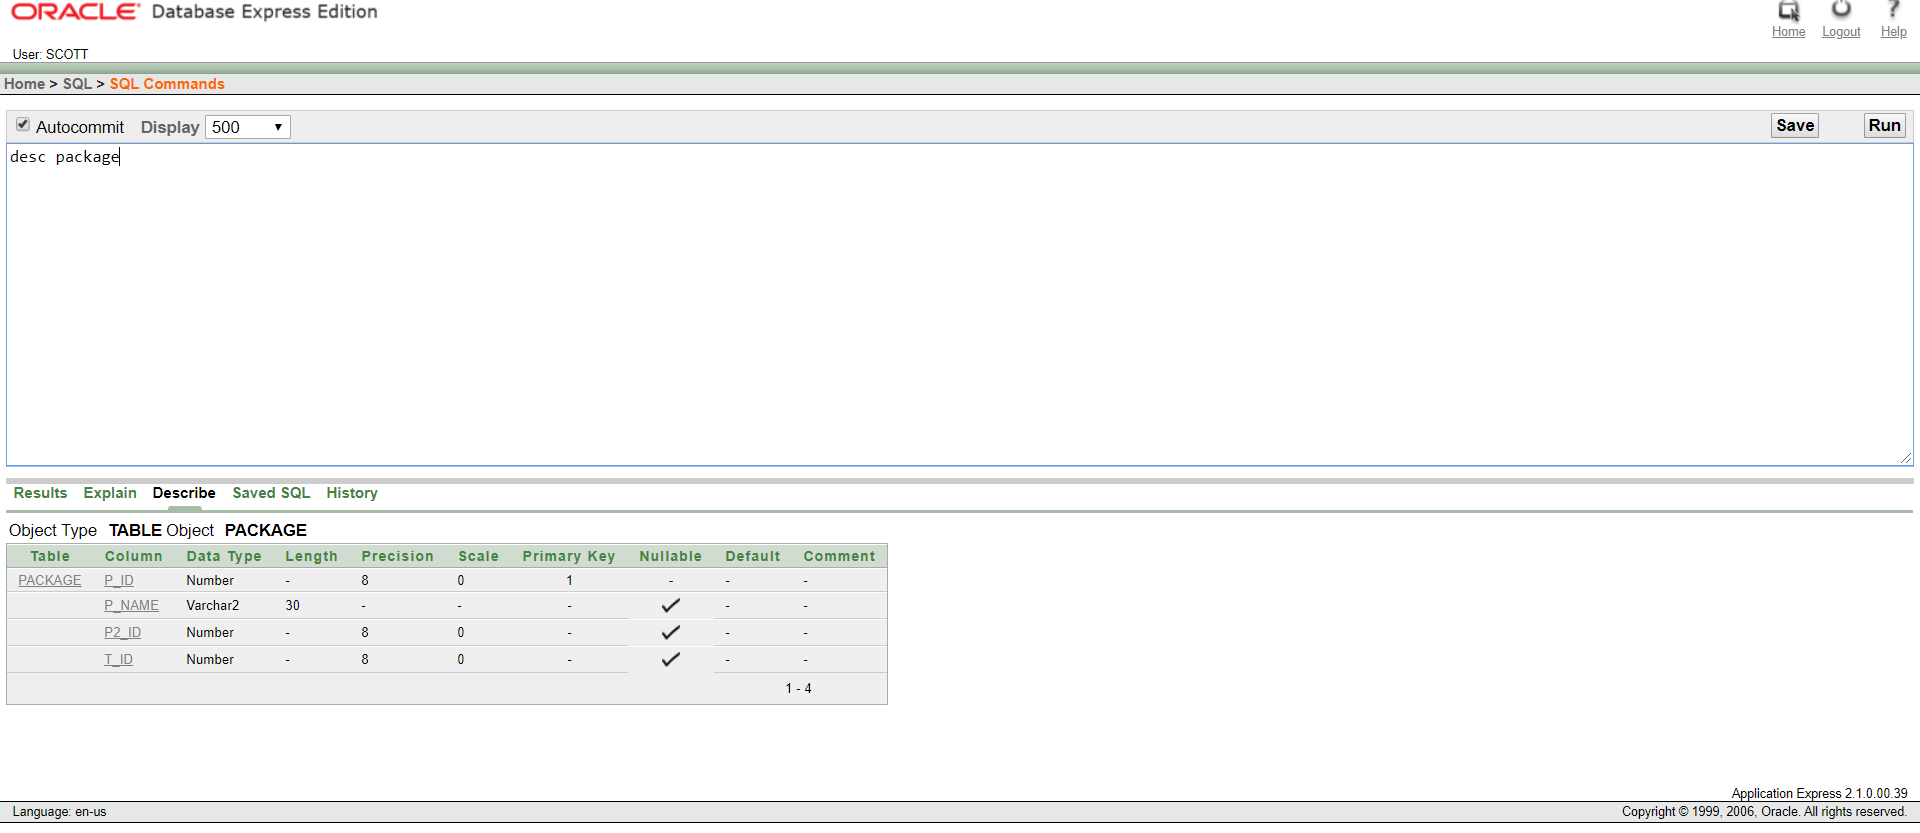 ORACLE Database Express Edition
Home Logout Help
User: SCOTT
Home > SQL > SQL Commands
Autocommit Display 500 Save Run
desc package
Results Explain Describe Saved SQL History
Object Type TABLE Object PACKAGE
Table Column Data Type Length Precision Scale Primary Key Nullable Default Comment
PACKAGE P_ID Number - 8 0 1 - - -
P_NAME Varchar2 30 - - - - -
P2_ID Number - 8 0 - - -
T_ID Number - 8 0 - - -
1 - 4
Application Express 2.1.0.00.39
Language: en-us Copyright © 1999, 2006, Oracle. All rights reserved.